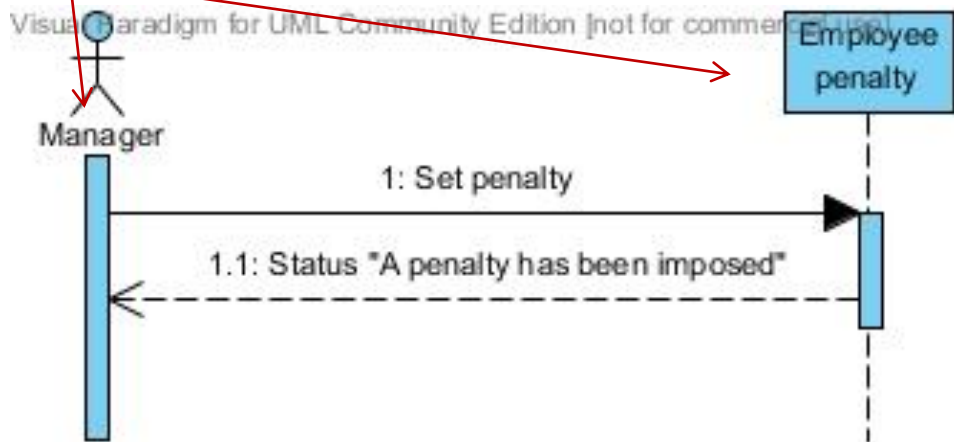 Visual Paradigm for UML Community Edition [not for commercial use]
Employee
penalty
Manager
1: Set penalty
1.1: Status "A penalty has been imposed"